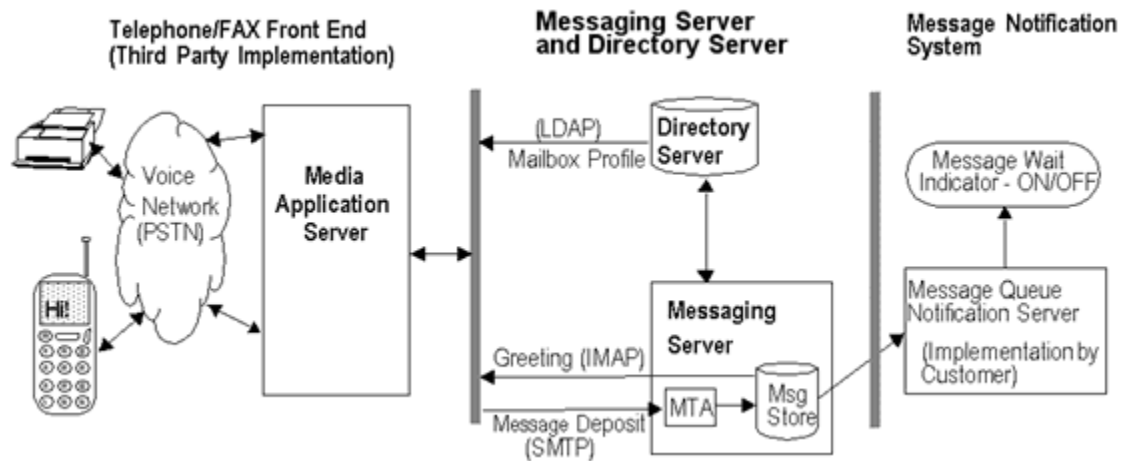 Telephone/FAX Front End
(Third Party Implementation)
Messaging Server
and Directory Server
Message Notification
System
Voice
Network
(PSTN)
Hi!
Media
Application
Server
(LDAP)
Mailbox Profile
Directory
Server
Message Wait
Indicator - ON/OFF
Messaging
Server
Greeting (IMAP)
Message Deposit
(SMTP)
MTA
Msg
Store
Message Queue
Notification Server
(Implementation by
Customer)